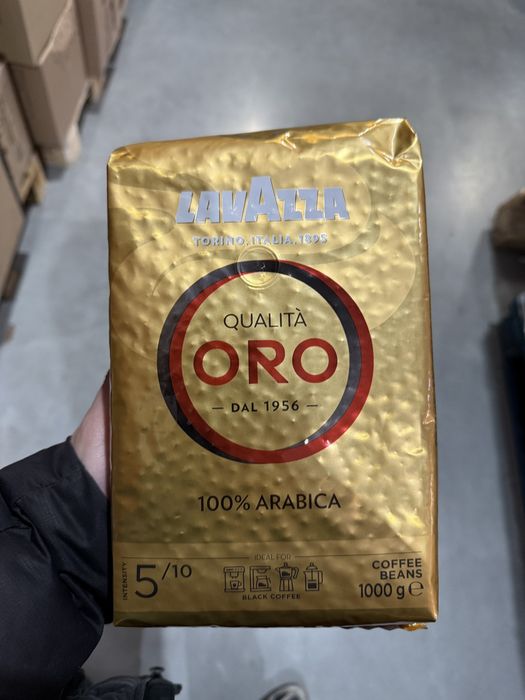 LAVAZZA
TORINO, ITALIA, 1895
QUALITÀ
ORO
— DAL 1956 —
100% ARABICA
INTENSITY
5/10
IDEAL FOR
BLACK COFFEE
COFFEE
BEANS
1000 g ℮